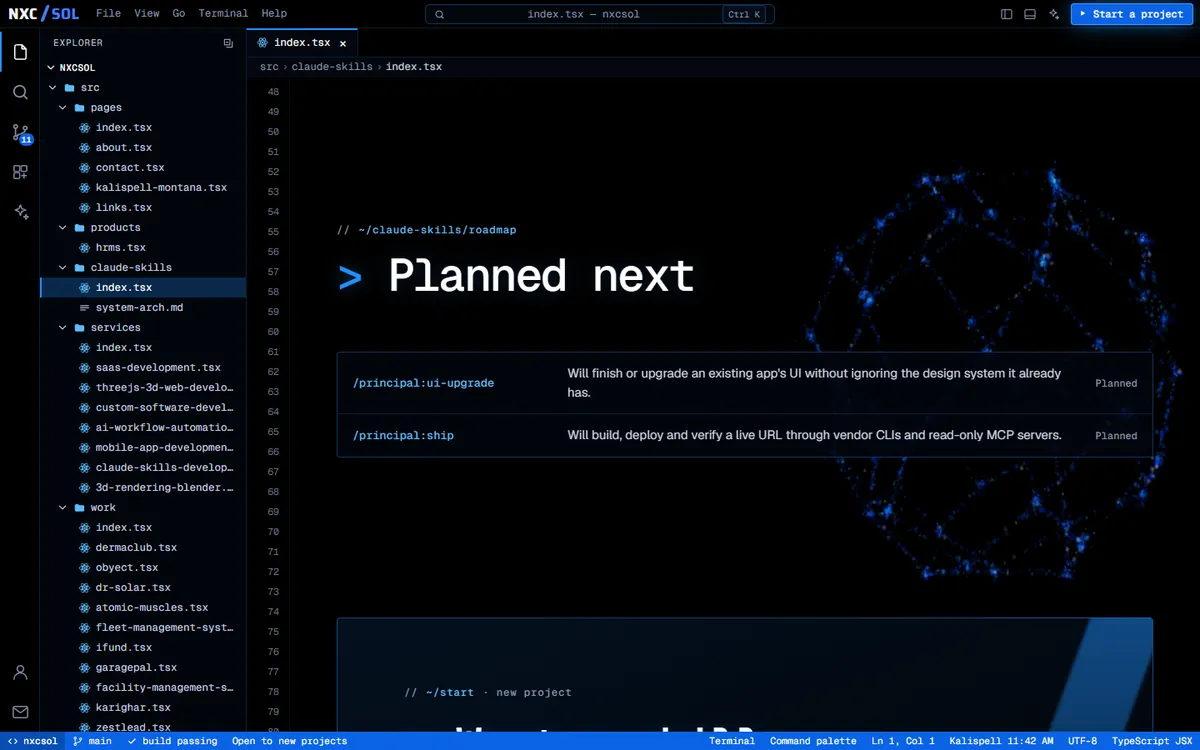 NXC/SOL File View Go Terminal Help
index.tsx — nxcsol Ctrl K
Start a project
EXPLORER
NXCSOL
src
pages
index.tsx
about.tsx
contact.tsx
kalispell-montana.tsx
links.tsx
products
hrms.tsx
claude-skills
index.tsx
system-arch.md
services
index.tsx
saas-development.tsx
threejs-3d-web-develo…
custom-software-devel…
ai-workflow-automatio…
mobile-app-developmen…
claude-skills-develop…
3d-rendering-blender.…
work
index.tsx
dermaclub.tsx
obyect.tsx
dr-solar.tsx
atomic-muscles.tsx
fleet-management-syst…
ifund.tsx
garagepal.tsx
facility-management-s…
karighar.tsx
zestlead.tsx
11
index.tsx ×
src › claude-skills › index.tsx
48
49
50
51
52
53
54
55
56
57
58
59
60
61
62
63
64
65
66
67
68
69
70
71
72
73
74
75
76
77
78
79
// ~/claude-skills/roadmap
> Planned next
/principal:ui-upgrade
Will finish or upgrade an existing app's UI without ignoring the design system it already
has.
Planned
/principal:ship
Will build, deploy and verify a live URL through vendor CLIs and read-only MCP servers.
Planned
// ~/start · new project
nxcsol main build passing Open to new projects
Terminal Command palette Ln 1, Col 1 Kalispell 11:42 AM UTF-8 TypeScript JSX